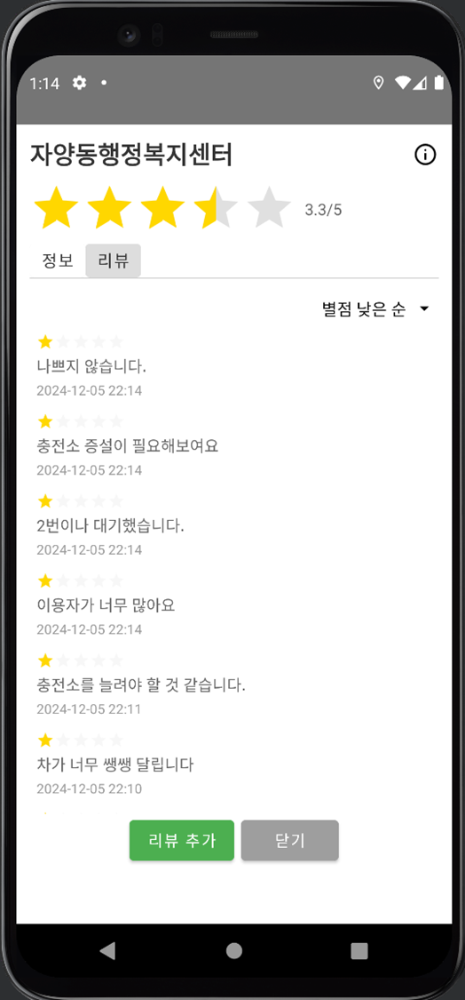 1:14
자양동행정복지센터
3.3/5
정보 리뷰
별점 낮은 순
나쁘지 않습니다.
2024-12-05 22:14
충전소 증설이 필요해보여요
2024-12-05 22:14
2번이나 대기했습니다.
2024-12-05 22:14
이용자가 너무 많아요
2024-12-05 22:14
충전소를 늘려야 할 것 같습니다.
2024-12-05 22:11
차가 너무 쌩쌩 달립니다
2024-12-05 22:10
리뷰 추가 닫기